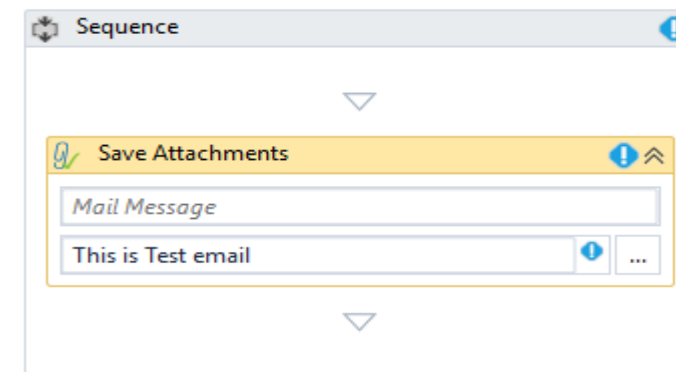 Sequence
Save Attachments
Mail Message
This is Test email
...